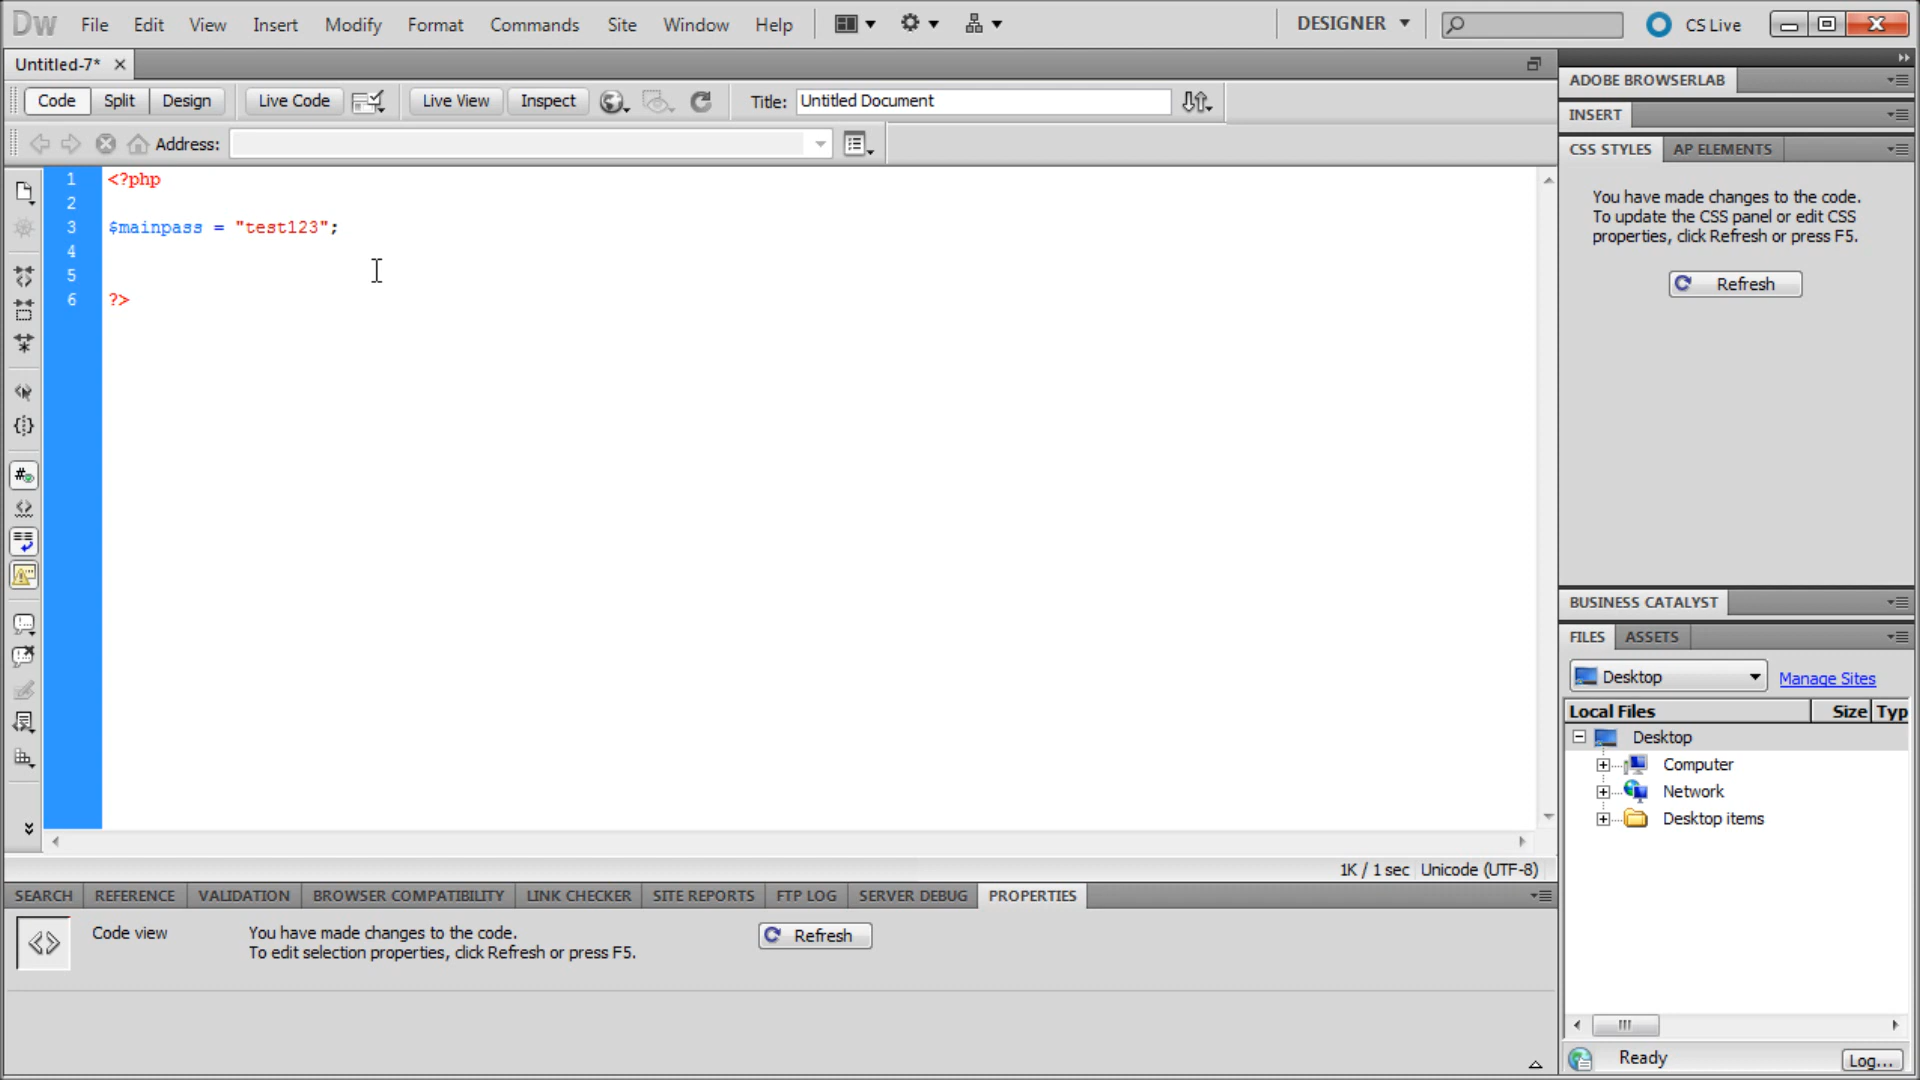 Dw File Edit View Insert Modify Format Commands Site Window Help DESIGNER CS Live
Untitled-7*
Code Split Design Live Code Live View Inspect Title: Untitled Document
Address:
1 <?php
2
3 $mainpass = "test123";
4
5
6 ?>
ADOBE BROWSERLAB
INSERT
CSS STYLES AP ELEMENTS
You have made changes to the code.
To update the CSS panel or edit CSS
properties, click Refresh or press F5.
Refresh
BUSINESS CATALYST
FILES ASSETS
Desktop Manage Sites
Local Files Size Typ
Desktop
Computer
Network
Desktop items
Ready Log...
1K / 1 sec Unicode (UTF-8)
SEARCH REFERENCE VALIDATION BROWSER COMPATIBILITY LINK CHECKER SITE REPORTS FTP LOG SERVER DEBUG PROPERTIES
Code view
You have made changes to the code.
To edit selection properties, click Refresh or press F5.
Refresh